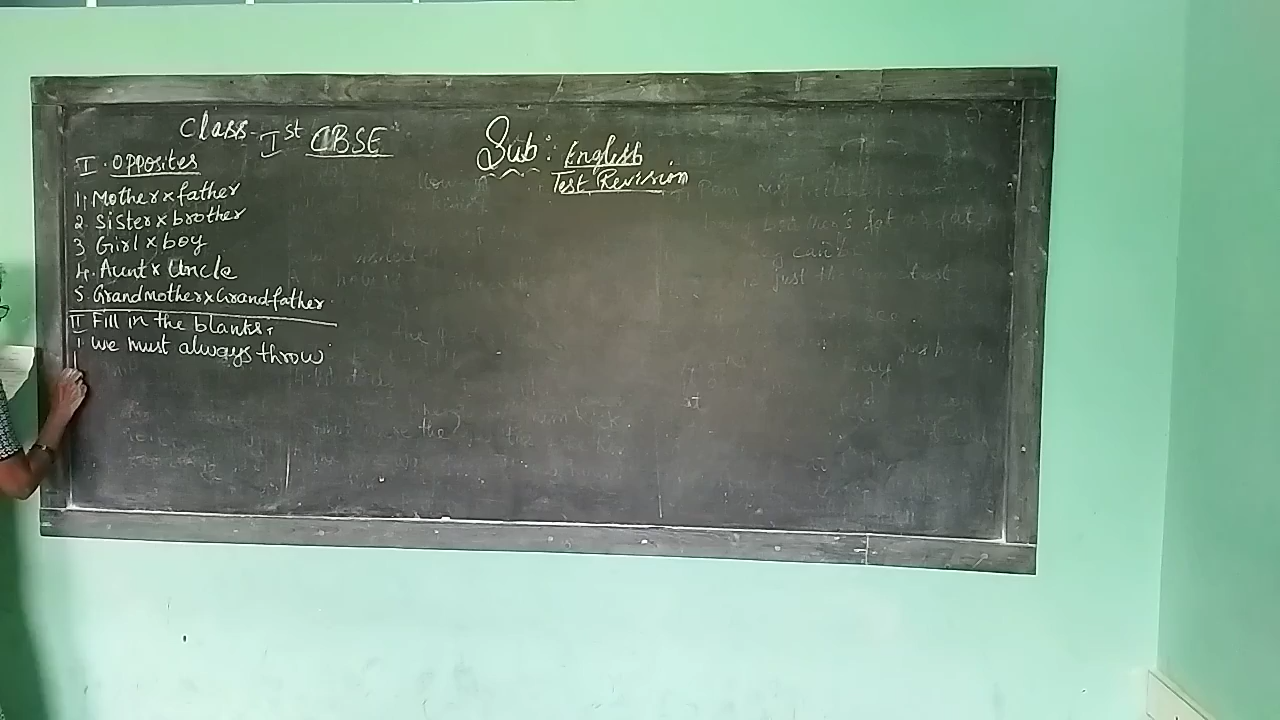 Class - Ist CBSE
Sub: English
Test Revision
I. Opposites
1. Mother x father
2. Sister x brother
3 Girl x boy
4. Aunt x Uncle
5. Grandmother x Grandfather
II Fill in the blanks.
1 we must always throw